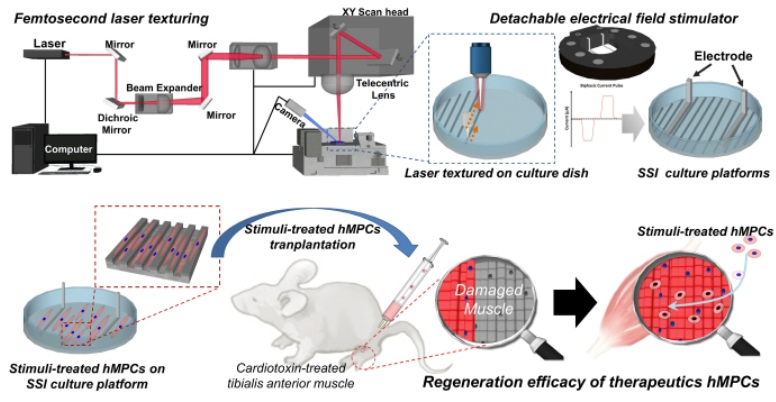 Femtosecond laser texturing
Detachable electrical field stimulator
Laser
Mirror
Mirror
XY Scan head
Beam Expander
Telecentric
Lens
Dichroic
Mirror
Mirror
Camera
Computer
Electrode
Biphasic Current Pulse
Current (μA)
Laser textured on culture dish
SSI culture platforms
Stimuli-treated hMPCs
tranplantation
Stimuli-treated hMPCs
Damaged
Muscle
Stimuli-treated hMPCs on
SSI culture platform
Cardiotoxin-treated
tibialis anterior muscle
Regeneration efficacy of therapeutics hMPCs